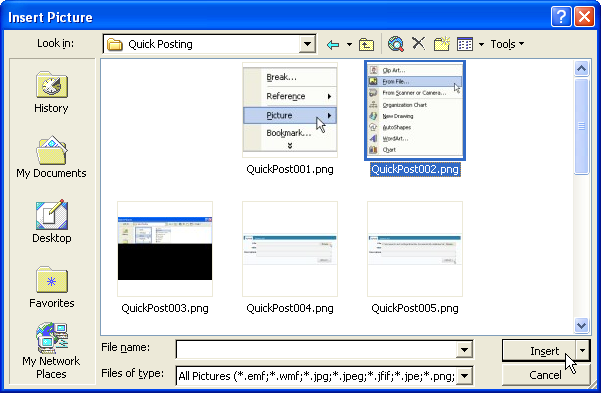 Insert Picture
Look in:
Quick Posting
Tools
History
My Documents
Desktop
Favorites
My Network
Places
Break...
Reference
Picture
Bookmark...
QuickPost001.png
Clip Art...
From File...
From Scanner or Camera...
Organization Chart
New Drawing
AutoShapes
WordArt...
Chart
QuickPost002.png
QuickPost003.png
QuickPost004.png
QuickPost005.png
File name:
Insert
Files of type:
All Pictures (*.emf;*.wmf;*.jpg;*.jpeg;*.jfif;*.jpe;*.png;
Cancel